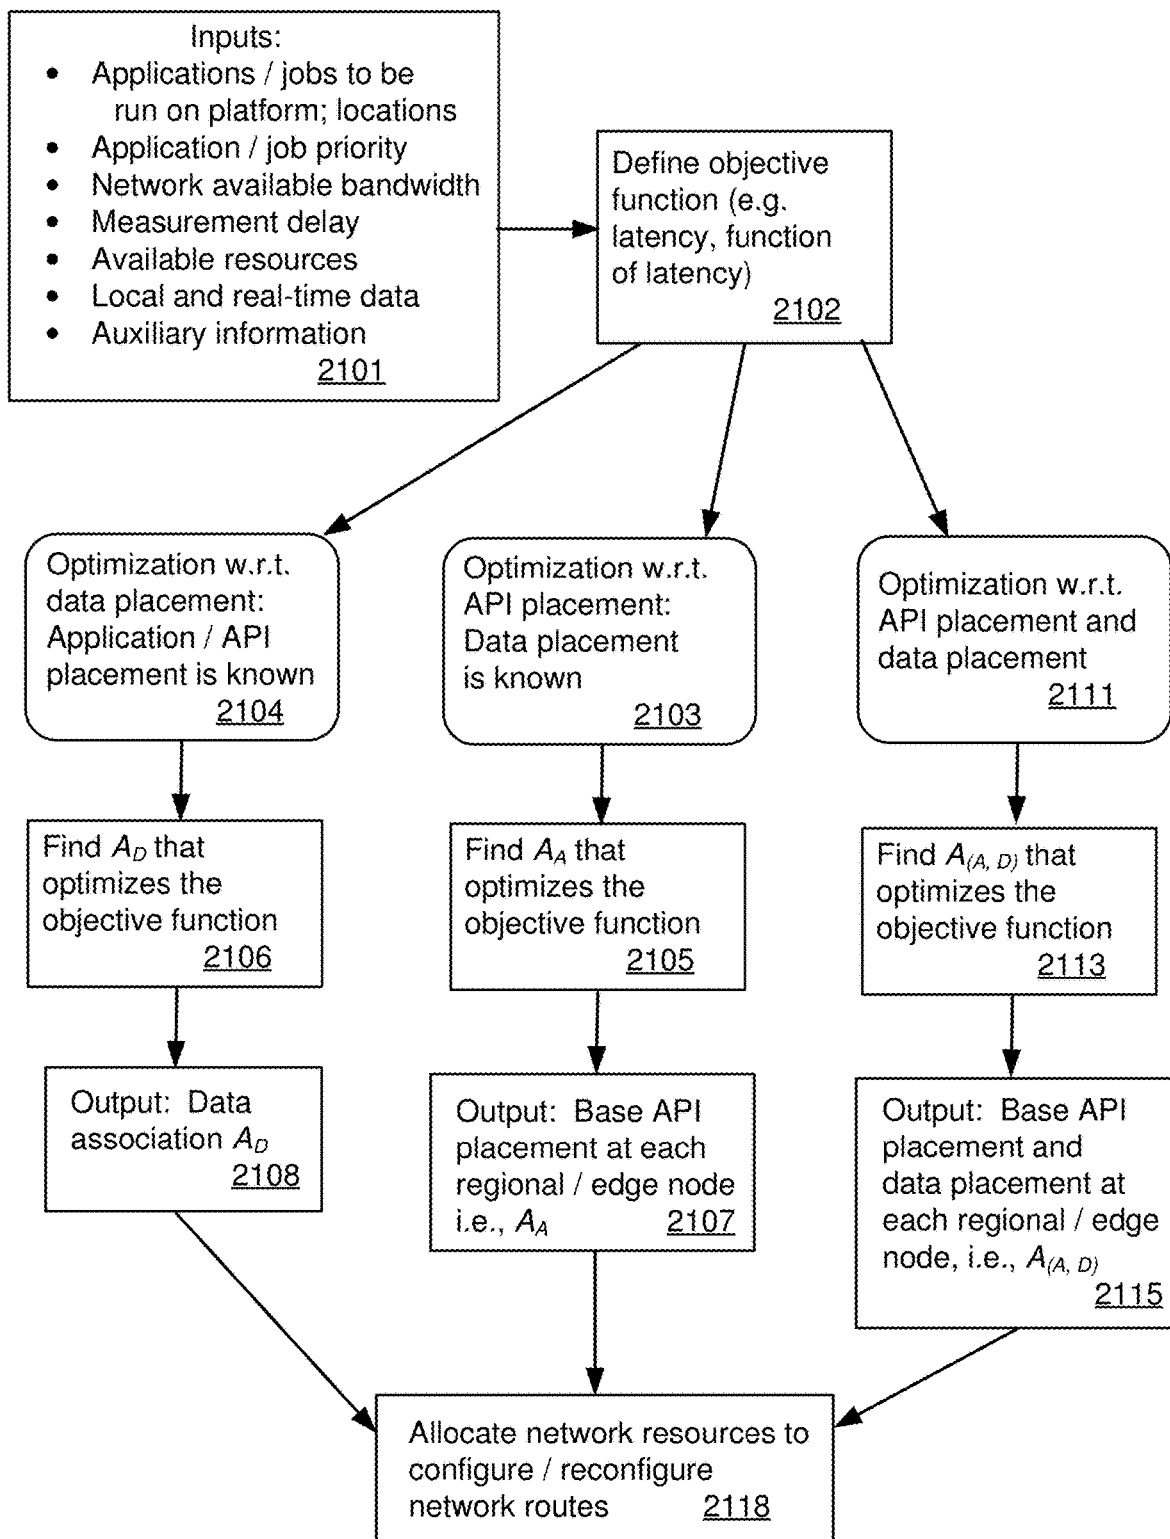 Inputs:
• Applications / jobs to be
run on platform; locations
• Application / job priority
• Network available bandwidth
• Measurement delay
• Available resources
• Local and real-time data
• Auxiliary information
2101
Define objective
function (e.g.
latency, function
of latency)
2102
Optimization w.r.t.
data placement:
Application / API
placement is known
2104
Optimization w.r.t.
API placement:
Data placement
is known
2103
Optimization w.r.t.
API placement and
data placement
2111
Find A_D that
optimizes the
objective function
2106
Find A_A that
optimizes the
objective function
2105
Find A_(A, D) that
optimizes the
objective function
2113
Output: Data
association A_D
2108
Output: Base API
placement at each
regional / edge node
i.e., A_A 2107
Output: Base API
placement and
data placement at
each regional / edge
node, i.e., A_(A, D)
2115
Allocate network resources to
configure / reconfigure
network routes 2118